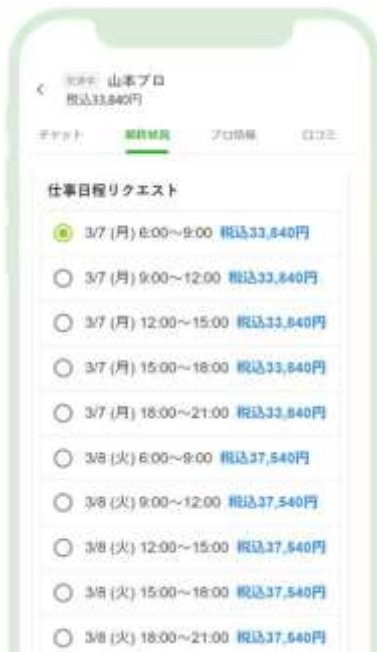 山本プロ
税込33,840円
チャット 最終状況 プロ情報 口コミ
仕事日程リクエスト
3/7 (月) 6:00～9:00 税込33,840円
3/7 (月) 9:00～12:00 税込33,840円
3/7 (月) 12:00～15:00 税込33,840円
3/7 (月) 15:00～18:00 税込33,840円
3/7 (月) 18:00～21:00 税込33,840円
3/8 (火) 6:00～9:00 税込37,540円
3/8 (火) 9:00～12:00 税込37,540円
3/8 (火) 12:00～15:00 税込37,540円
3/8 (火) 15:00～18:00 税込37,540円
3/8 (火) 18:00～21:00 税込37,540円